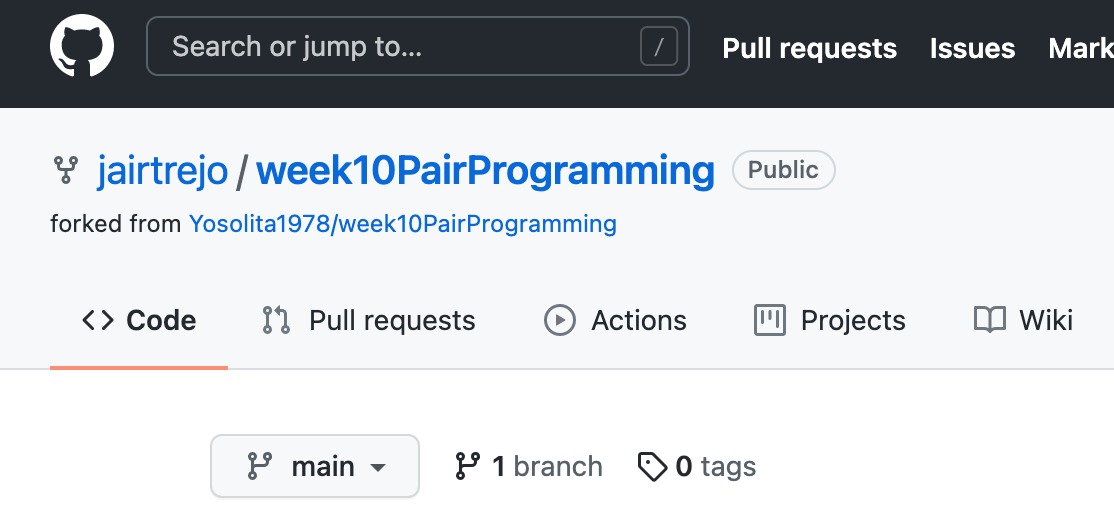 Search or jump to... / Pull requests Issues Mark
jairtrejo / week10PairProgramming Public
forked from Yosolita1978/week10PairProgramming
Code Pull requests Actions Projects Wiki
main 1 branch 0 tags